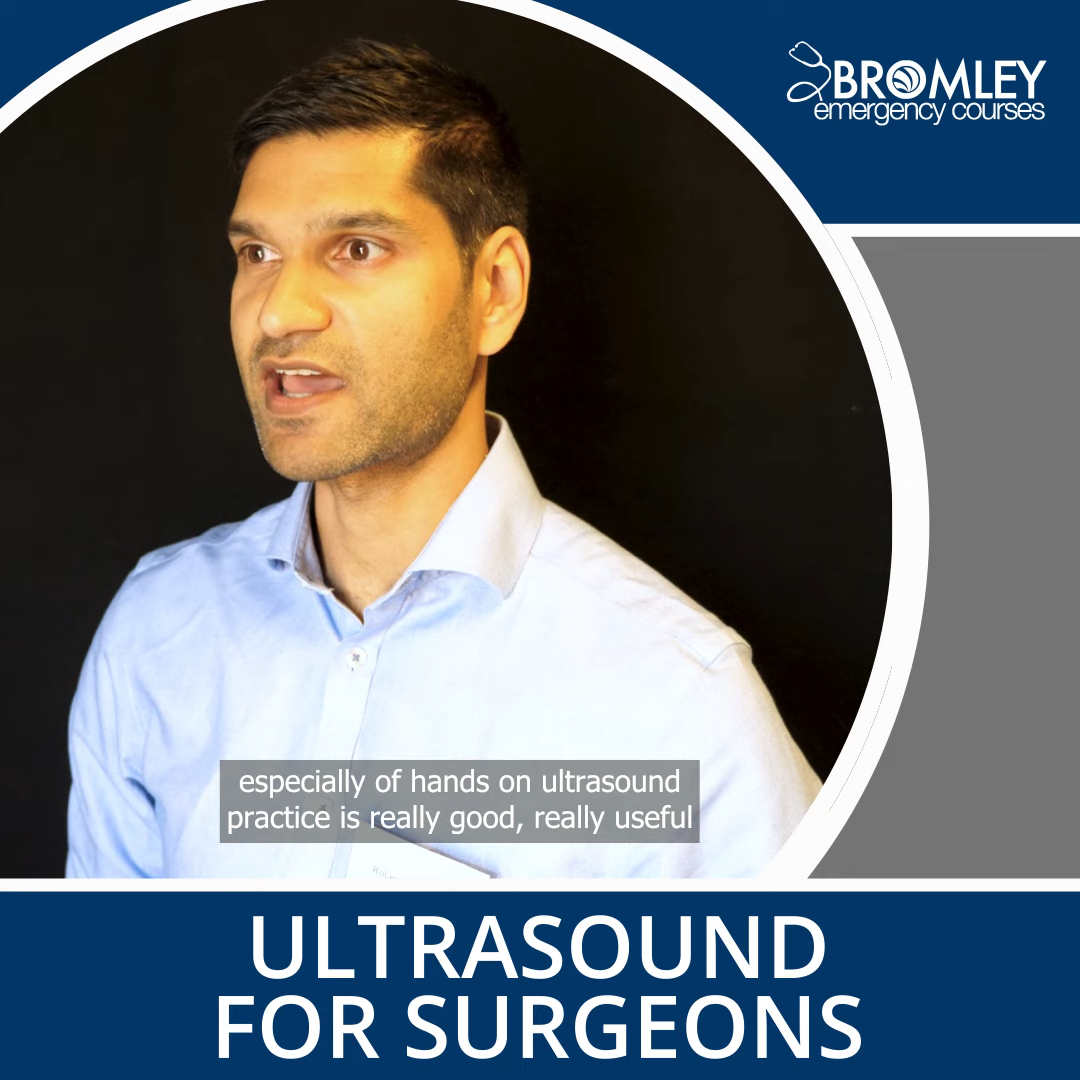 BROMLEY
emergency courses
especially of hands on ultrasound
practice is really good, really useful
ULTRASOUND
FOR SURGEONS